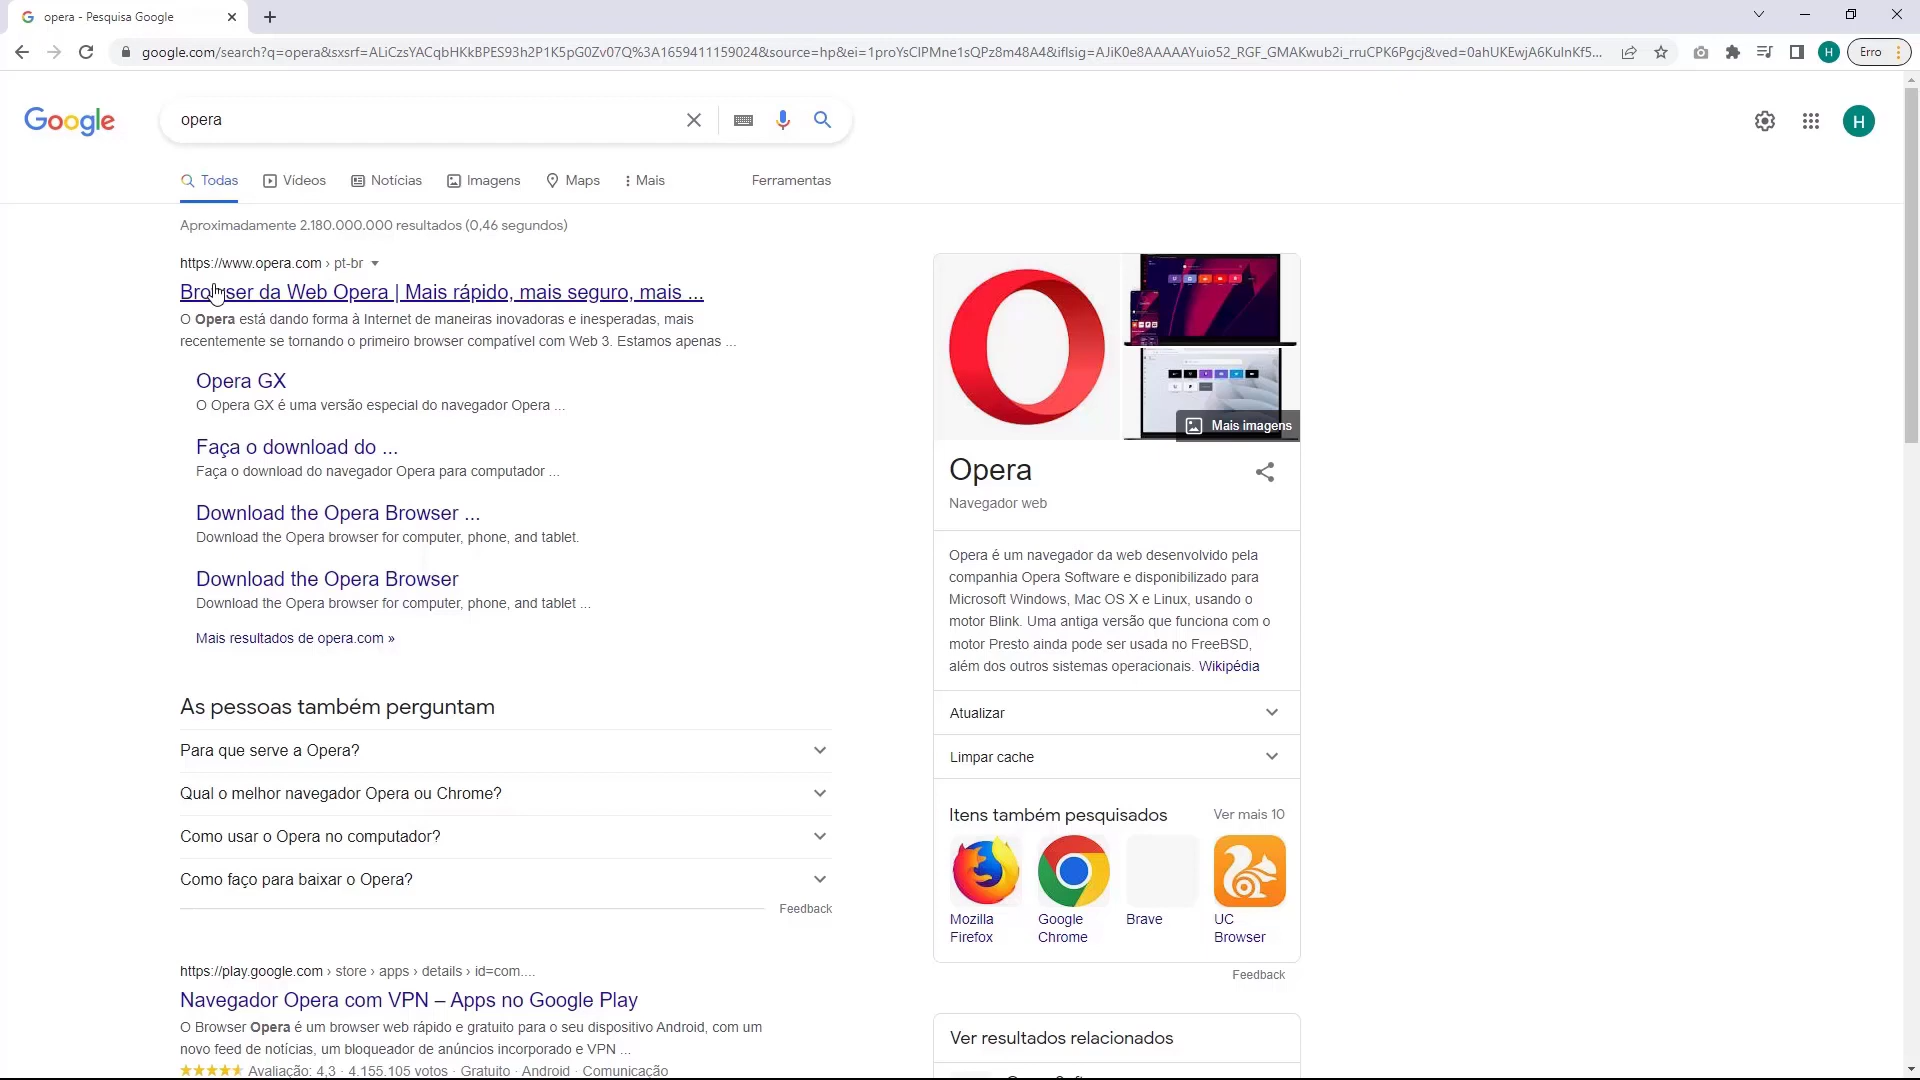 opera - Pesquisa Google
google.com/search?q=opera&sxsrf=ALiCzsYACqbHKkBPES93h2P1K5pG0Zv07Q%3A1659411159024&source=hp&ei=1proYsClPMne1sQPz8m48A4&iflsig=AJiK0e8AAAAAYuio52_RGF_GMAKwub2i_rruCPK6Pgcj&ved=0ahUKEwjA6KulnKf5...
H
Erro
Google
opera
H
Todas
Vídeos
Notícias
Imagens
Maps
Mais
Ferramentas
Aproximadamente 2.180.000.000 resultados (0,46 segundos)
https://www.opera.com › pt-br
Browser da Web Opera | Mais rápido, mais seguro, mais ...
O Opera está dando forma à Internet de maneiras inovadoras e inesperadas, mais
recentemente se tornando o primeiro browser compatível com Web 3. Estamos apenas ...
Opera GX
O Opera GX é uma versão especial do navegador Opera ...
Faça o download do ...
Faça o download do navegador Opera para computador ...
Download the Opera Browser ...
Download the Opera browser for computer, phone, and tablet.
Download the Opera Browser
Download the Opera browser for computer, phone, and tablet ...
Mais resultados de opera.com »
As pessoas também perguntam
Para que serve a Opera?
Qual o melhor navegador Opera ou Chrome?
Como usar o Opera no computador?
Como faço para baixar o Opera?
Feedback
https://play.google.com › store › apps › details › id=com....
Navegador Opera com VPN – Apps no Google Play
O Browser Opera é um browser web rápido e gratuito para o seu dispositivo Android, com um
novo feed de notícias, um bloqueador de anúncios incorporado e VPN ...
Avaliação: 4,3 · 4.155.105 votos · Gratuito · Android · Comunicação
Mais imagens
Opera
Navegador web
Opera é um navegador da web desenvolvido pela
companhia Opera Software e disponibilizado para
Microsoft Windows, Mac OS X e Linux, usando o
motor Blink. Uma antiga versão que funciona com o
motor Presto ainda pode ser usada no FreeBSD,
além dos outros sistemas operacionais. Wikipédia
Atualizar
Limpar cache
Itens também pesquisados
Ver mais 10
Mozilla
Firefox
Google
Chrome
Brave
UC
Browser
Feedback
Ver resultados relacionados